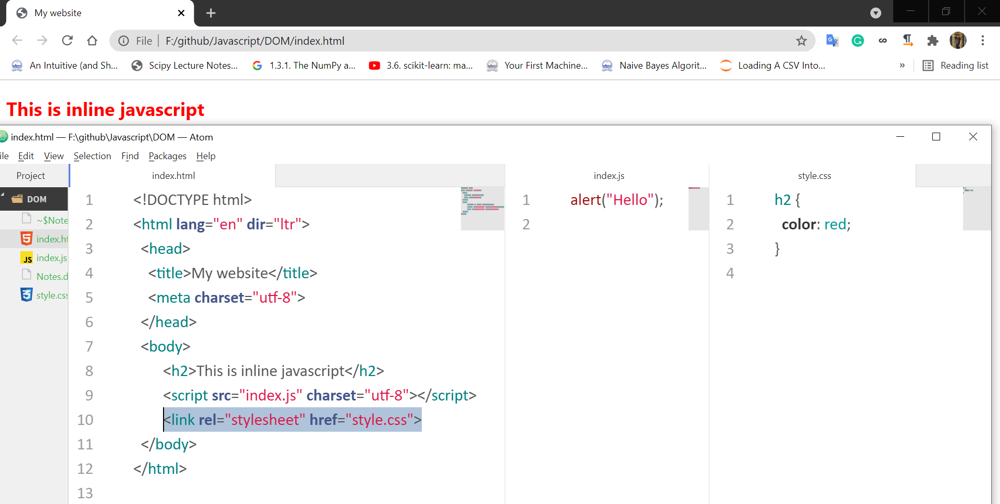 My website
File F:/github/Javascript/DOM/index.html
An Intuitive (and Sh... Scipy Lecture Notes... 1.3.1. The NumPy a... 3.6. scikit-learn: ma... Your First Machine... Naive Bayes Algorit... Loading A CSV Into... » Reading list
This is inline javascript
index.html — F:\github\Javascript\DOM — Atom
ile Edit View Selection Find Packages Help
Project
DOM
~$Note
index.ht
JS index.js
Notes.d
style.css
index.html
1 <!DOCTYPE html>
2 <html lang="en" dir="ltr">
3 <head>
4 <title>My website</title>
5 <meta charset="utf-8">
6 </head>
7 <body>
8 <h2>This is inline javascript</h2>
9 <script src="index.js" charset="utf-8"></script>
10 <link rel="stylesheet" href="style.css">
11 </body>
12 </html>
13
index.js
1 alert("Hello");
2
style.css
1 h2 {
2 color: red;
3 }
4